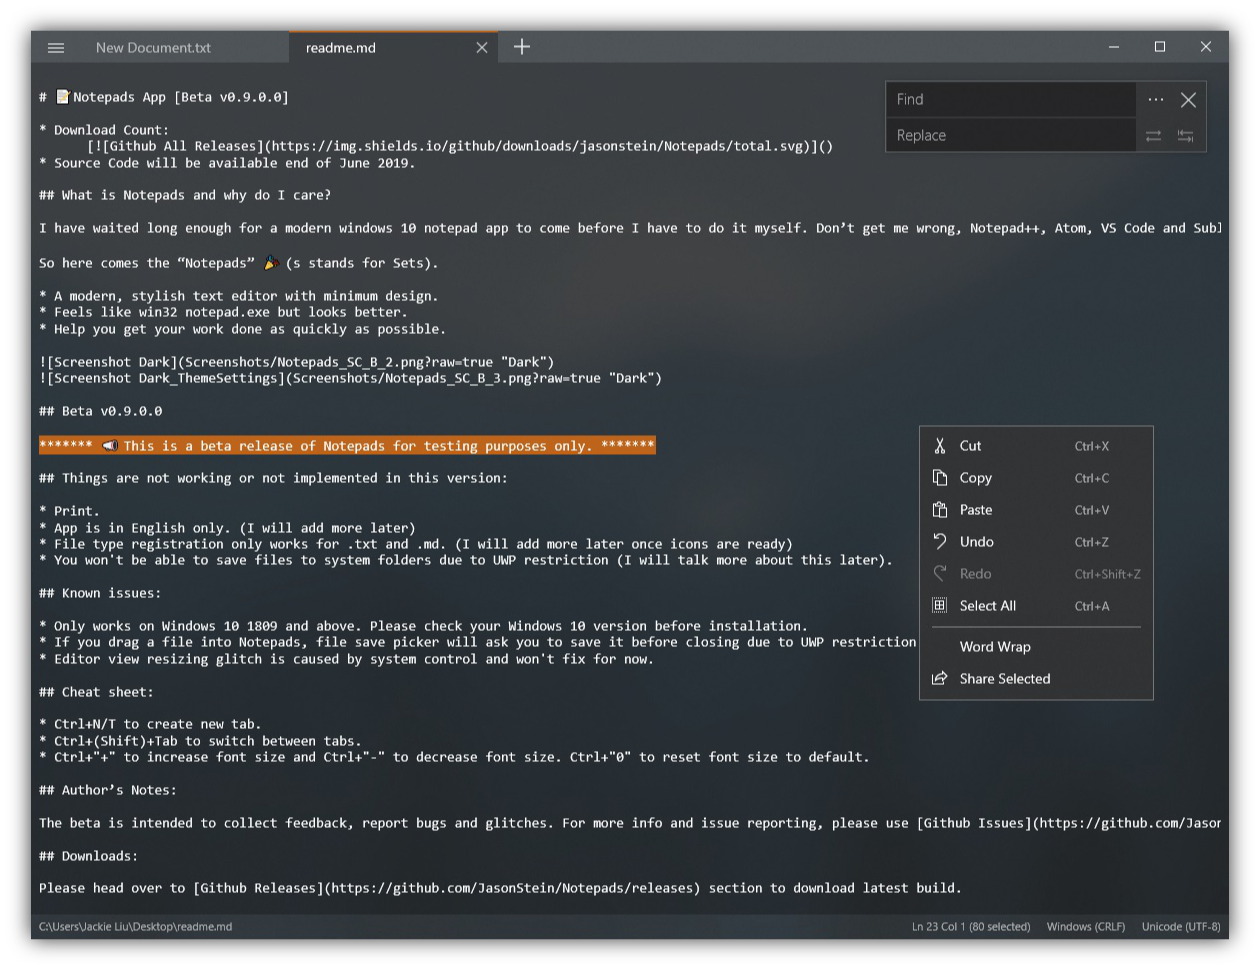 New Document.txt
readme.md
Find
Replace
# 📝Notepads App [Beta v0.9.0.0]
* Download Count:
[![Github All Releases](https://img.shields.io/github/downloads/jasonstein/Notepads/total.svg)]()
* Source Code will be available end of June 2019.
## What is Notepads and why do I care?
I have waited long enough for a modern windows 10 notepad app to come before I have to do it myself. Don’t get me wrong, Notepad++, Atom, VS Code and Subl
So here comes the “Notepads” 🎉 (s stands for Sets).
* A modern, stylish text editor with minimum design.
* Feels like win32 notepad.exe but looks better.
* Help you get your work done as quickly as possible.
![Screenshot Dark](Screenshots/Notepads_SC_B_2.png?raw=true "Dark")
![Screenshot Dark_ThemeSettings](Screenshots/Notepads_SC_B_3.png?raw=true "Dark")
## Beta v0.9.0.0
******* 📢 This is a beta release of Notepads for testing purposes only. *******
## Things are not working or not implemented in this version:
* Print.
* App is in English only. (I will add more later)
* File type registration only works for .txt and .md. (I will add more later once icons are ready)
* You won't be able to save files to system folders due to UWP restriction (I will talk more about this later).
## Known issues:
* Only works on Windows 10 1809 and above. Please check your Windows 10 version before installation.
* If you drag a file into Notepads, file save picker will ask you to save it before closing due to UWP restriction
* Editor view resizing glitch is caused by system control and won't fix for now.
## Cheat sheet:
* Ctrl+N/T to create new tab.
* Ctrl+(Shift)+Tab to switch between tabs.
* Ctrl+"+" to increase font size and Ctrl+"-" to decrease font size. Ctrl+"0" to reset font size to default.
## Author’s Notes:
The beta is intended to collect feedback, report bugs and glitches. For more info and issue reporting, please use [Github Issues](https://github.com/Jason
## Downloads:
Please head over to [Github Releases](https://github.com/JasonStein/Notepads/releases) section to download latest build.
Cut Ctrl+X
Copy Ctrl+C
Paste Ctrl+V
Undo Ctrl+Z
Redo Ctrl+Shift+Z
Select All Ctrl+A
Word Wrap
Share Selected
C:\Users\Jackie Liu\Desktop\readme.md
Ln 23 Col 1 (80 selected)
Windows (CRLF)
Unicode (UTF-8)